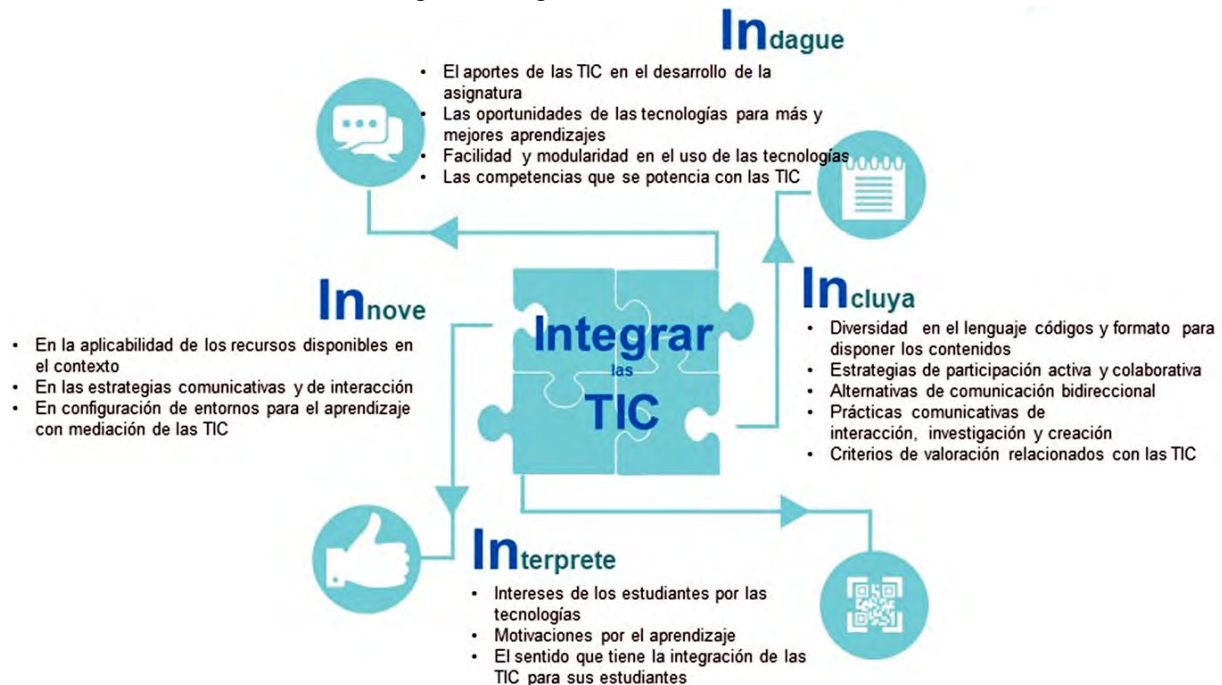 Indague
• El aportes de las TIC en el desarrollo de la
asignatura
• Las oportunidades de las tecnologías para más y
mejores aprendizajes
• Facilidad y modularidad en el uso de las tecnologías
• Las competencias que se potencia con las TIC
Innove
• En la aplicabilidad de los recursos disponibles en
el contexto
• En las estrategias comunicativas y de interacción
• En configuración de entornos para el aprendizaje
con mediación de las TIC
Integrar
las
TIC
Incluya
• Diversidad en el lenguaje códigos y formato para
disponer los contenidos
• Estrategias de participación activa y colaborativa
• Alternativas de comunicación bidireccional
• Prácticas comunicativas de
interacción, investigación y creación
• Criterios de valoración relacionados con las TIC
Interprete
• Intereses de los estudiantes por las
tecnologías
• Motivaciones por el aprendizaje
• El sentido que tiene la integración de las
TIC para sus estudiantes